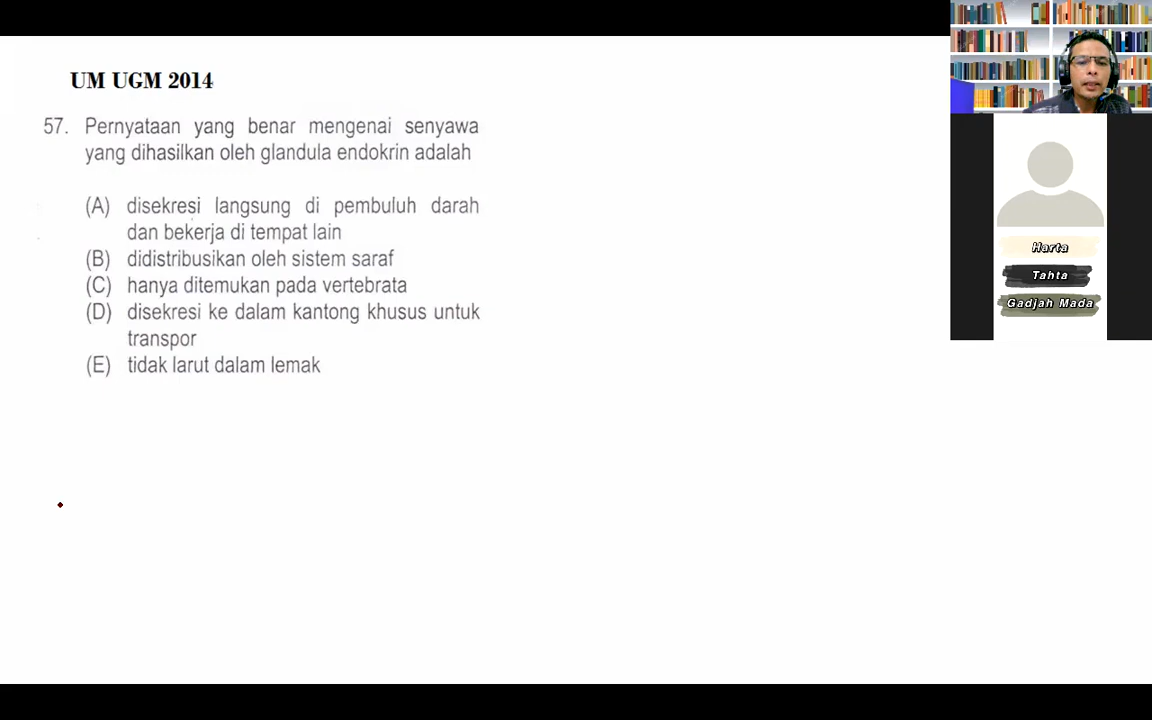 UM UGM 2014
57. Pernyataan yang benar mengenai senyawa
yang dihasilkan oleh glandula endokrin adalah
(A) disekresi langsung di pembuluh darah
dan bekerja di tempat lain
(B) didistribusikan oleh sistem saraf
(C) hanya ditemukan pada vertebrata
(D) disekresi ke dalam kantong khusus untuk
transpor
(E) tidak larut dalam lemak
Harta
Tahta
Gadjah Mada